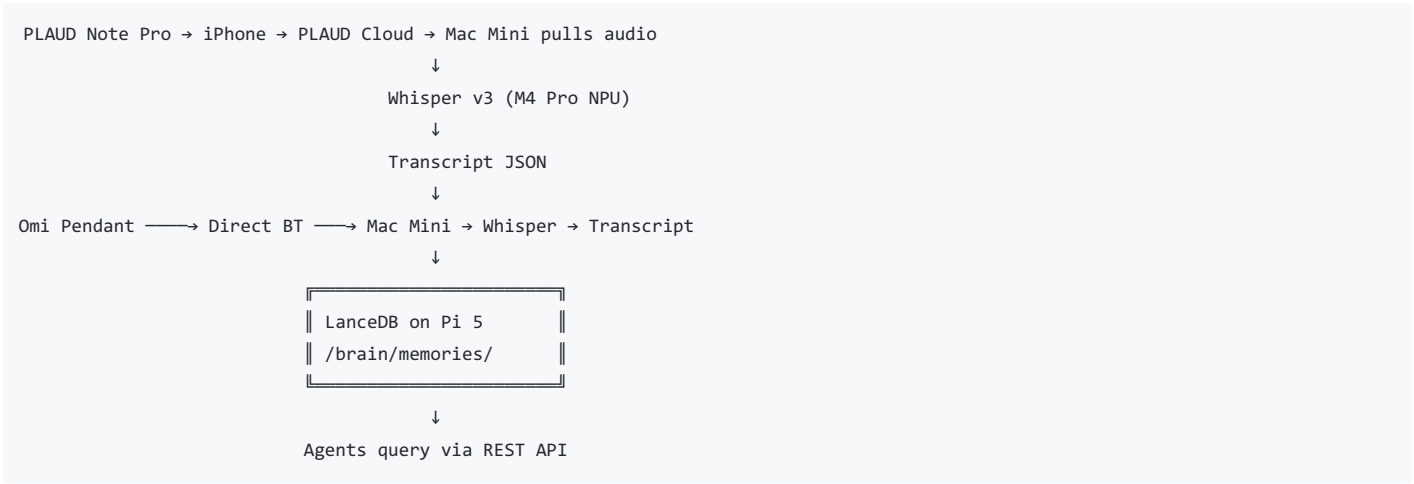 PLAUD Note Pro → iPhone → PLAUD Cloud → Mac Mini pulls audio
↓
Whisper v3 (M4 Pro NPU)
↓
Transcript JSON
↓
Omi Pendant ────→ Direct BT ───→ Mac Mini → Whisper → Transcript
↓
╔══════════════════════╗
║ LanceDB on Pi 5 ║
║ /brain/memories/ ║
╚══════════════════════╝
↓
Agents query via REST API